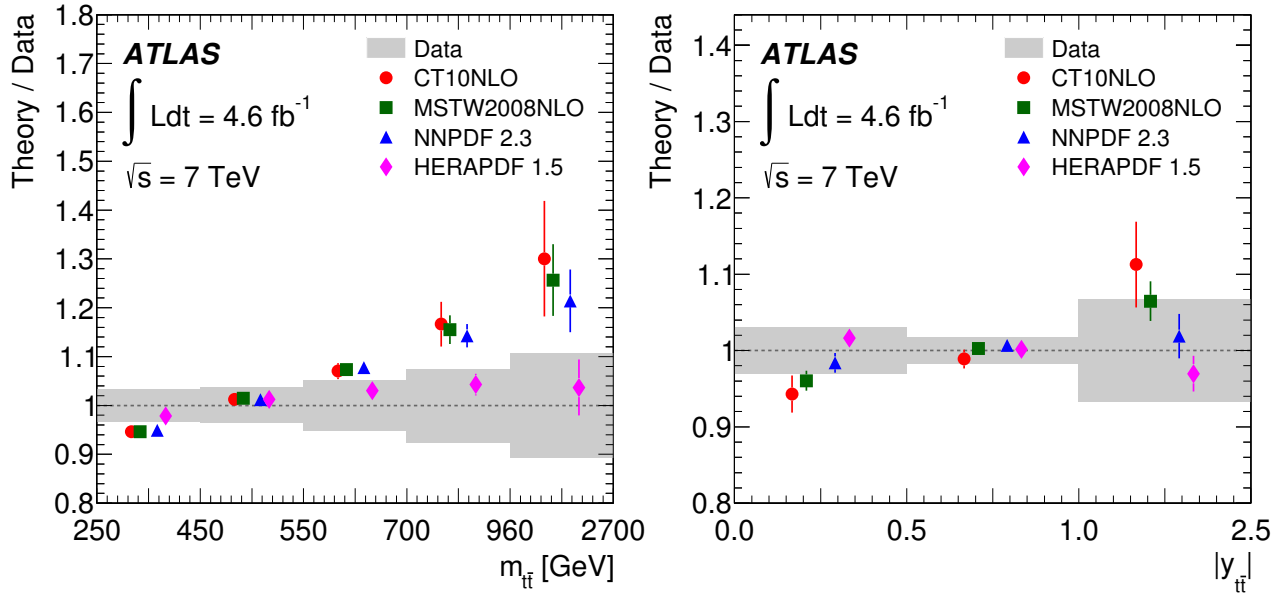 Theory / Data
1.8
1.7
1.6
1.5
1.4
1.3
1.2
1.1
1
0.9
0.8
ATLAS
∫ Ldt = 4.6 fb⁻¹
√s = 7 TeV
Data
CT10NLO
MSTW2008NLO
NNPDF 2.3
HERAPDF 1.5
250 450 550 700 960 2700
m_{tt̄} [GeV]
Theory / Data
1.4
1.3
1.2
1.1
1
0.9
0.8
ATLAS
∫ Ldt = 4.6 fb⁻¹
√s = 7 TeV
Data
CT10NLO
MSTW2008NLO
NNPDF 2.3
HERAPDF 1.5
0.0 0.5 1.0 2.5
|y_{tt̄}|